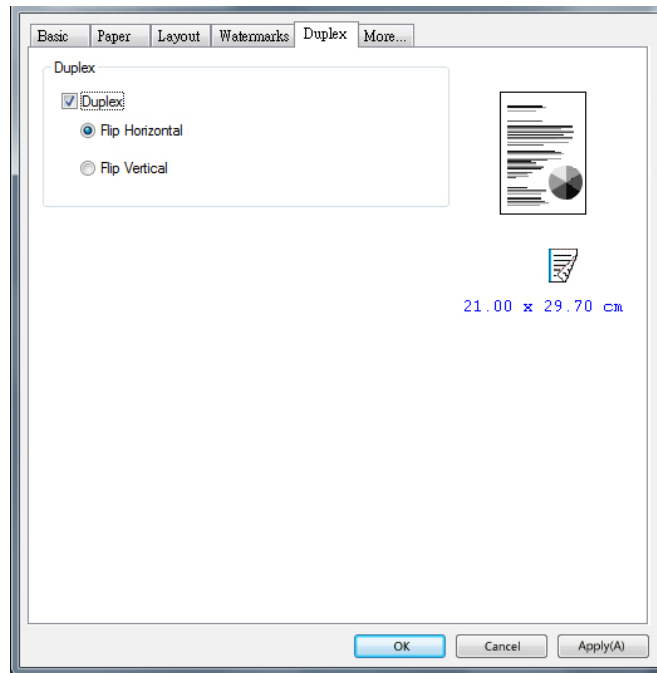 Basic Paper Layout Watermarks Duplex More...
Duplex
Duplex
Flip Horizontal
Flip Vertical
21.00 x 29.70 cm
OK Cancel Apply(A)